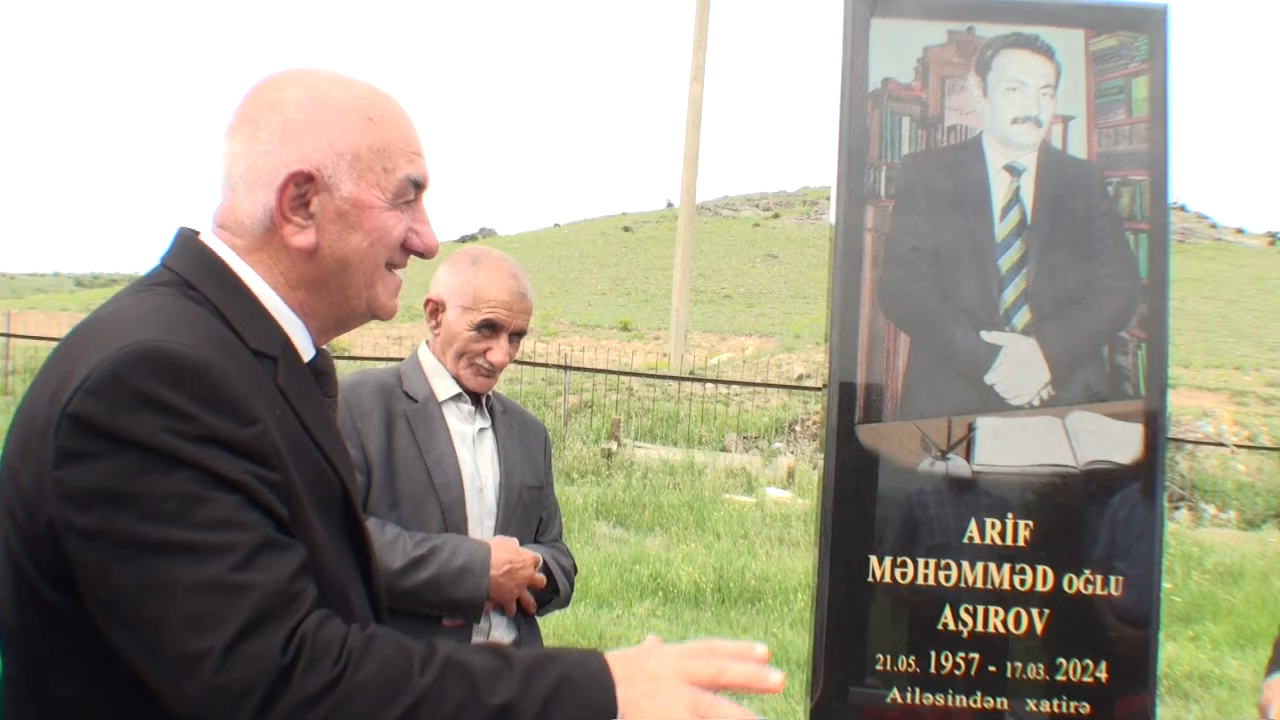 ARİF
MƏHƏMMƏD OĞLU
AŞIROV
21.05. 1957 - 17.03. 2024
Ailəsindən xatirə